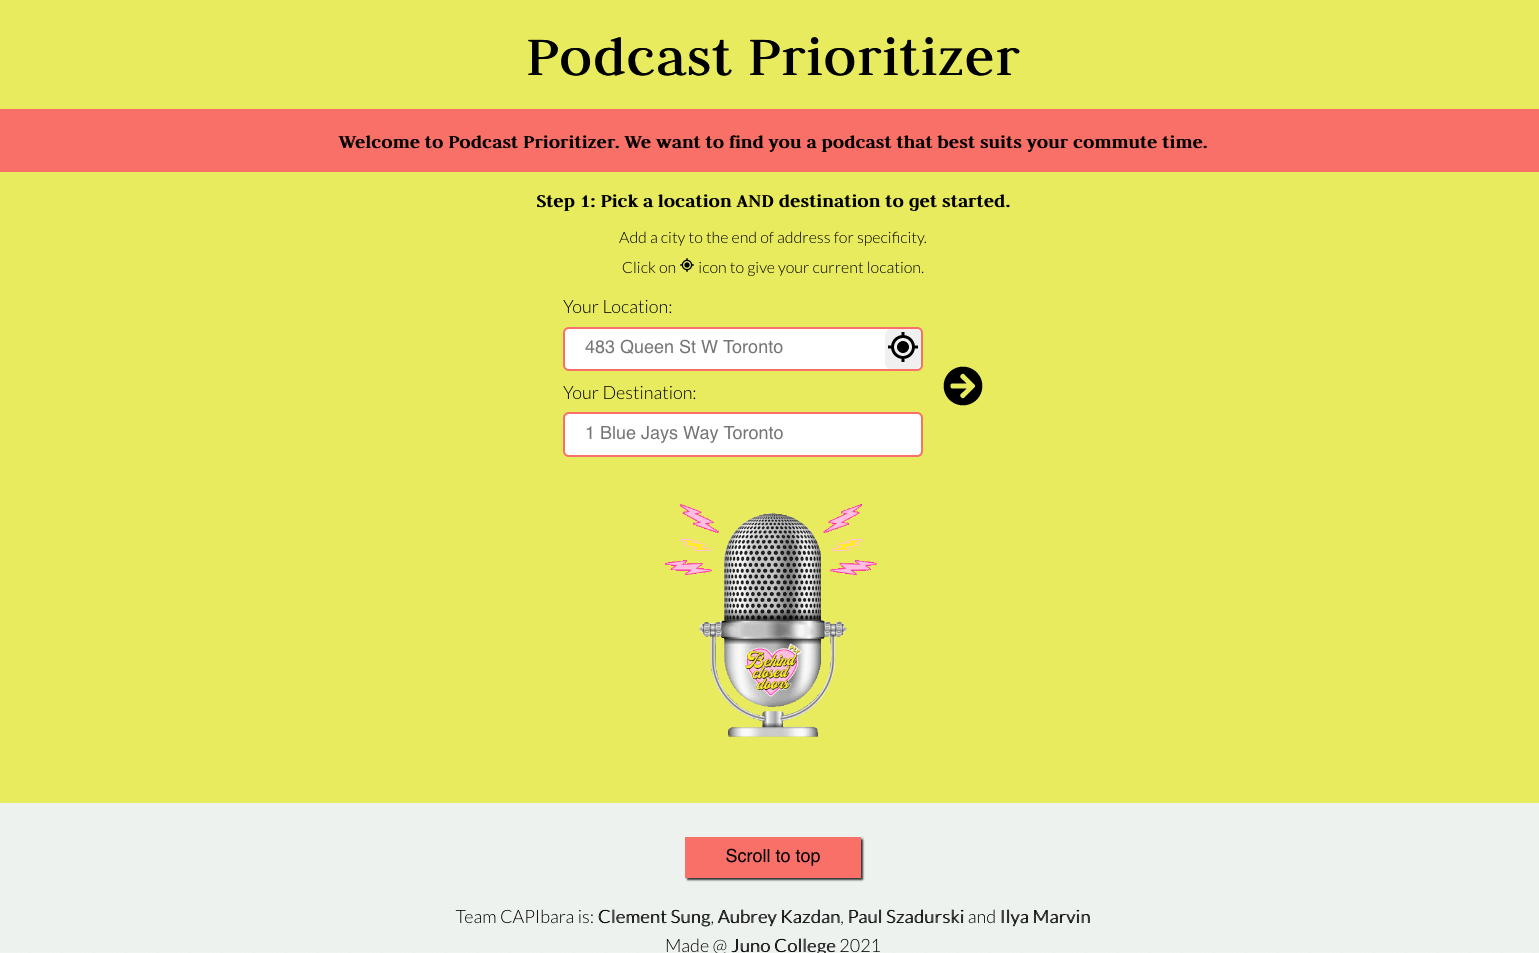 Podcast Prioritizer
Welcome to Podcast Prioritizer. We want to find you a podcast that best suits your commute time.
Step 1: Pick a location AND destination to get started.
Add a city to the end of address for specificity.
Click on icon to give your current location.
Your Location:
483 Queen St W Toronto
Your Destination:
1 Blue Jays Way Toronto
Behind
closed
doors
Scroll to top
Team CAPIbara is: Clement Sung, Aubrey Kazdan, Paul Szadurski and Ilya Marvin
Made @ Juno College 2021